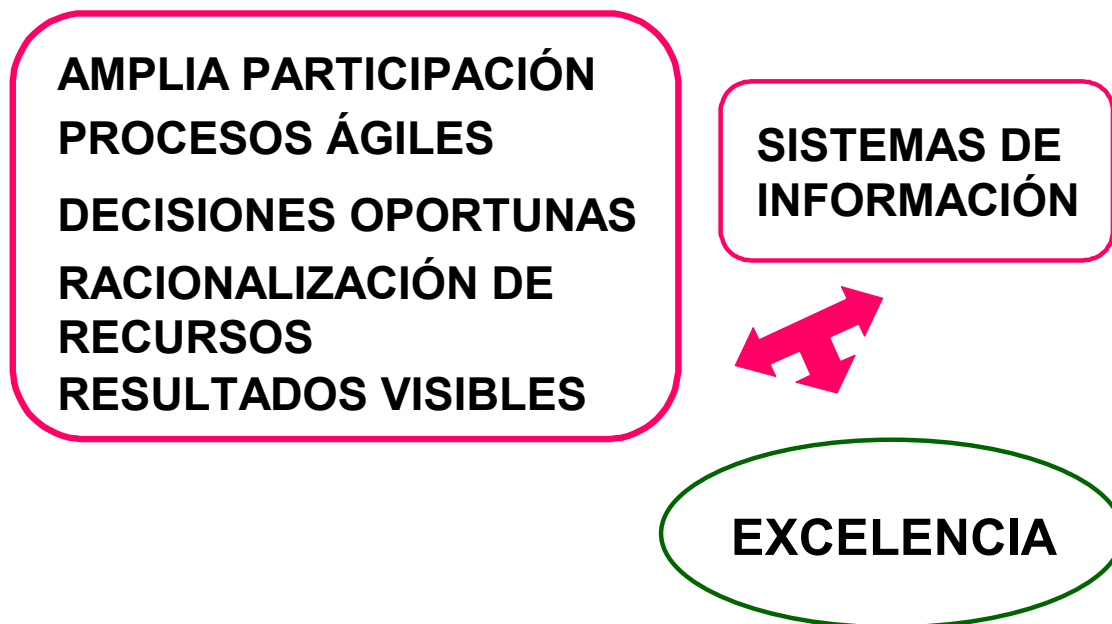 AMPLIA PARTICIPACIÓN
PROCESOS ÁGILES
DECISIONES OPORTUNAS
RACIONALIZACIÓN DE
RECURSOS
RESULTADOS VISIBLES
SISTEMAS DE
INFORMACIÓN
EXCELENCIA